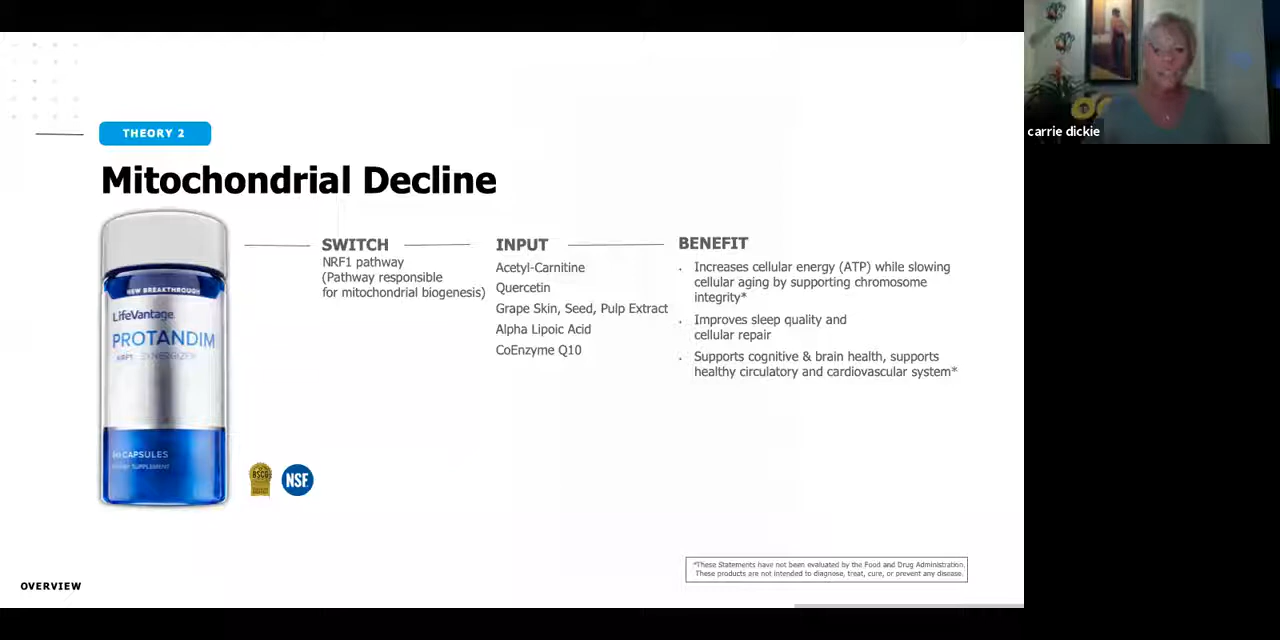 carrie dickie
THEORY 2
Mitochondrial Decline
SWITCH
NRF1 pathway
(Pathway responsible
for mitochondrial biogenesis)
INPUT
Acetyl-Carnitine
Quercetin
Grape Skin, Seed, Pulp Extract
Alpha Lipoic Acid
CoEnzyme Q10
BENEFIT
. Increases cellular energy (ATP) while slowing
cellular aging by supporting chromosome
integrity*
. Improves sleep quality and
cellular repair
. Supports cognitive & brain health, supports
healthy circulatory and cardiovascular system*
NEW BREAKTHROUGH
LifeVantage
PROTANDIM
NRF1
CAPSULES
DIETARY SUPPLEMENT
BSCG
NSF
*These Statements have not been evaluated by the Food and Drug Administration.
These products are not intended to diagnose, treat, cure, or prevent any disease.
OVERVIEW